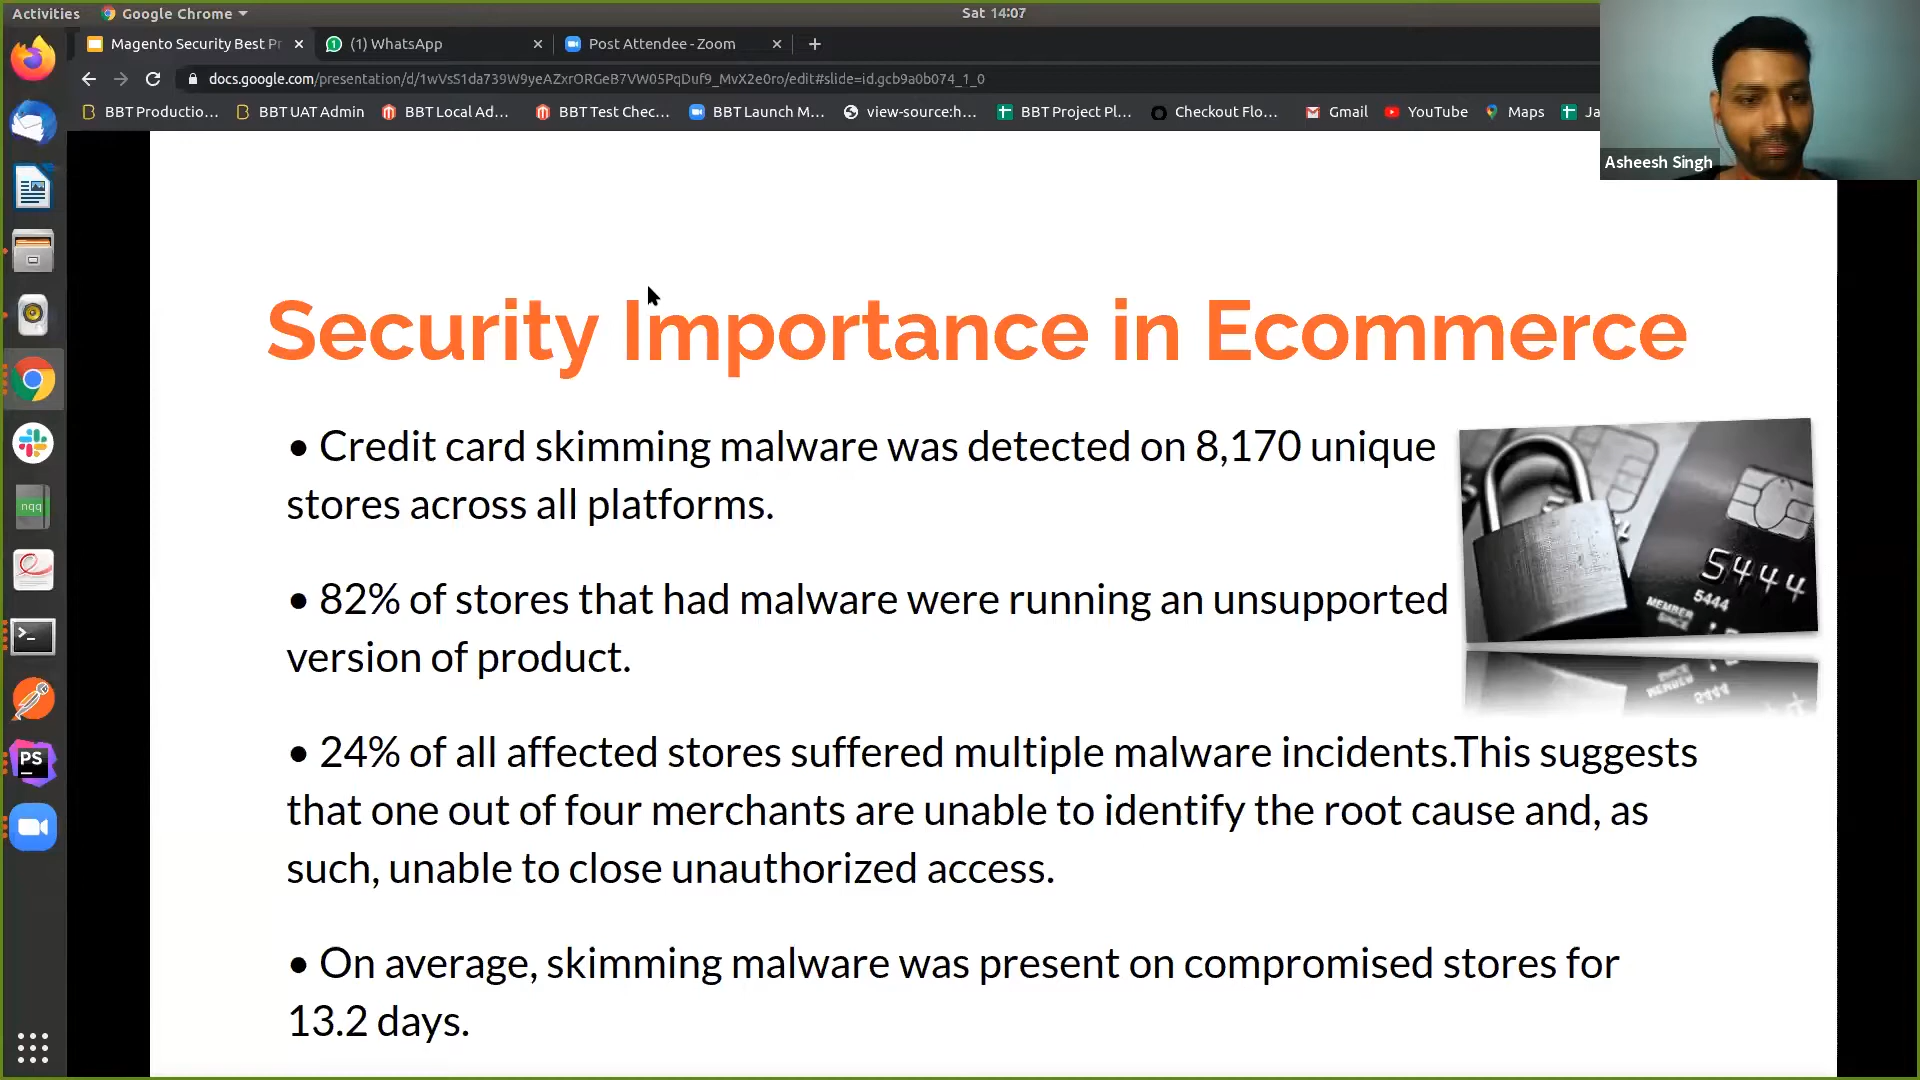 Activities
Google Chrome
Sat 14:07
Magento Security Best Pr
(1) WhatsApp
Post Attendee - Zoom
docs.google.com/presentation/d/1wVsS1da739W9yeAZxrORGeB7VW05PqDuf9_MvX2e0ro/edit#slide=id.gcb9a0b074_1_0
BBT Productio...
BBT UAT Admin
BBT Local Ad...
BBT Test Chec...
BBT Launch M...
view-source:h...
BBT Project Pl...
Checkout Flo...
Gmail
YouTube
Maps
Ja
Asheesh Singh
Security Importance in Ecommerce
• Credit card skimming malware was detected on 8,170 unique
stores across all platforms.
• 82% of stores that had malware were running an unsupported
version of product.
• 24% of all affected stores suffered multiple malware incidents.This suggests
that one out of four merchants are unable to identify the root cause and, as
such, unable to close unauthorized access.
• On average, skimming malware was present on compromised stores for
13.2 days.
5444
5444
MEMBER
SINCE
nqq
PS